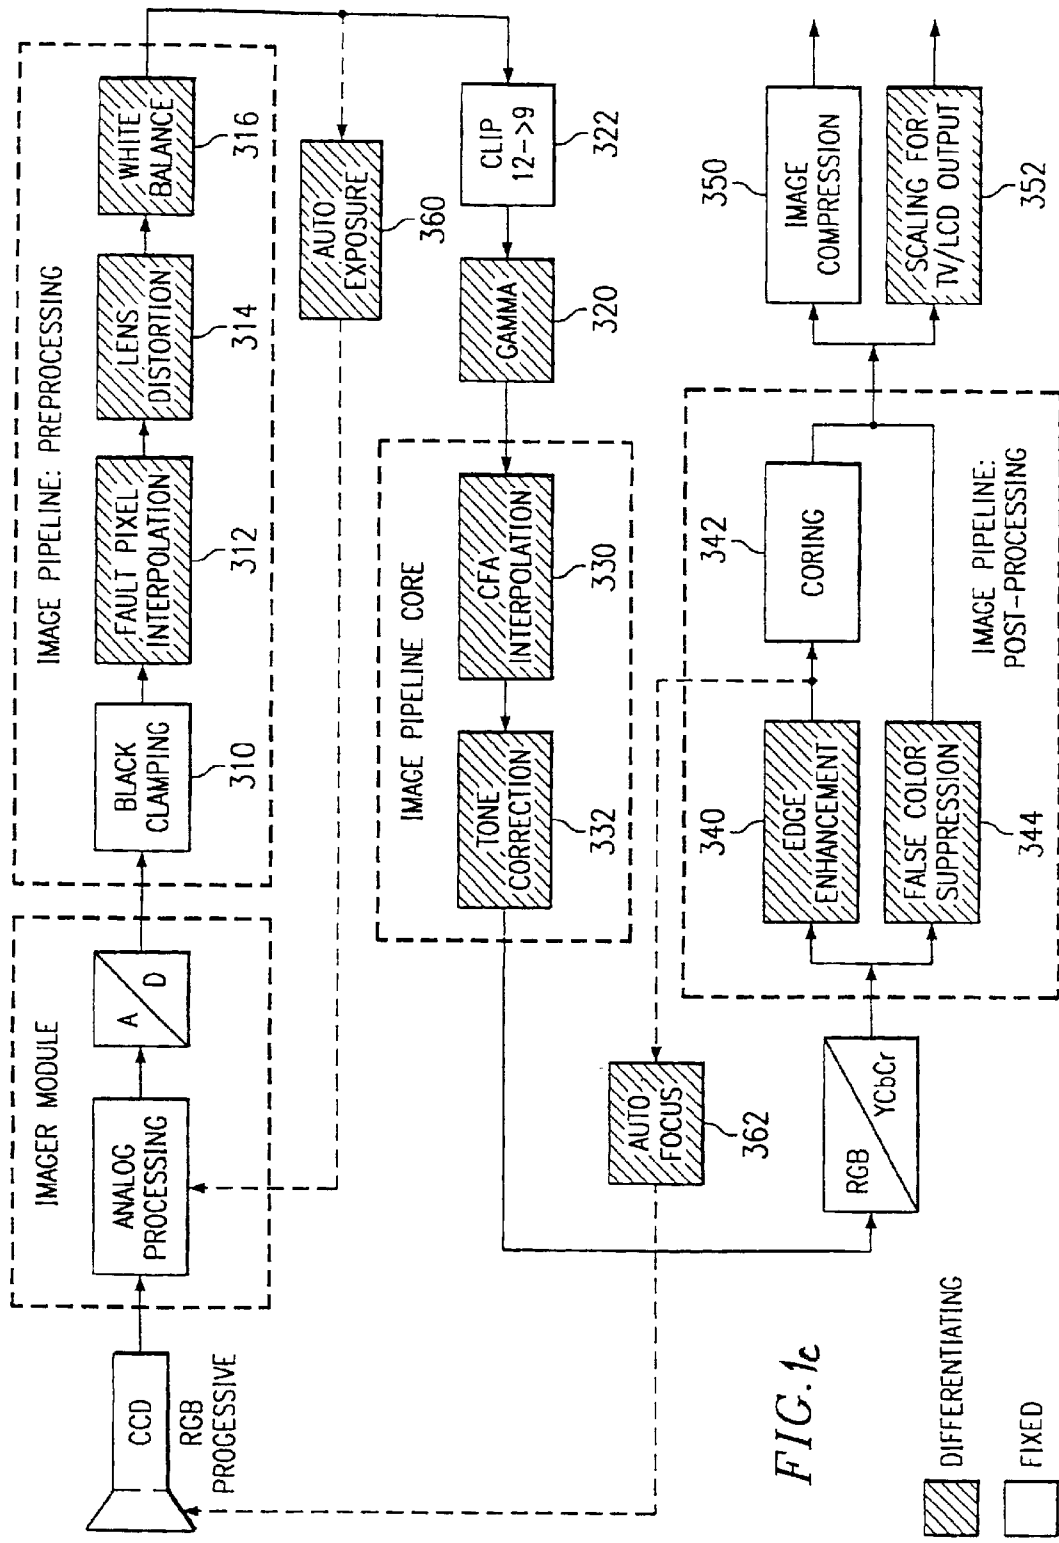 IMAGER MODULE
IMAGE PIPELINE: PREPROCESSING
CCD
RGB
PROGESSIVE
ANALOG
PROCESSING
A
D
BLACK
CLAMPING
310
FAULT PIXEL
INTERPOLATION
312
LENS
DISTORTION
314
WHITE
BALANCE
316
AUTO
EXPOSURE
360
IMAGE PIPELINE CORE
TONE
CORRECTION
332
CFA
INTERPOLATION
330
GAMMA
320
CLIP
12->9
322
AUTO
FOCUS
362
RGB
YCbCr
EDGE
ENHANCEMENT
340
FALSE COLOR
SUPPRESSION
344
CORING
342
IMAGE PIPELINE:
POST-PROCESSING
IMAGE
COMPRESSION
350
SCALING FOR
TV/LCD OUTPUT
352
FIG.1c
DIFFERENTIATING
FIXED